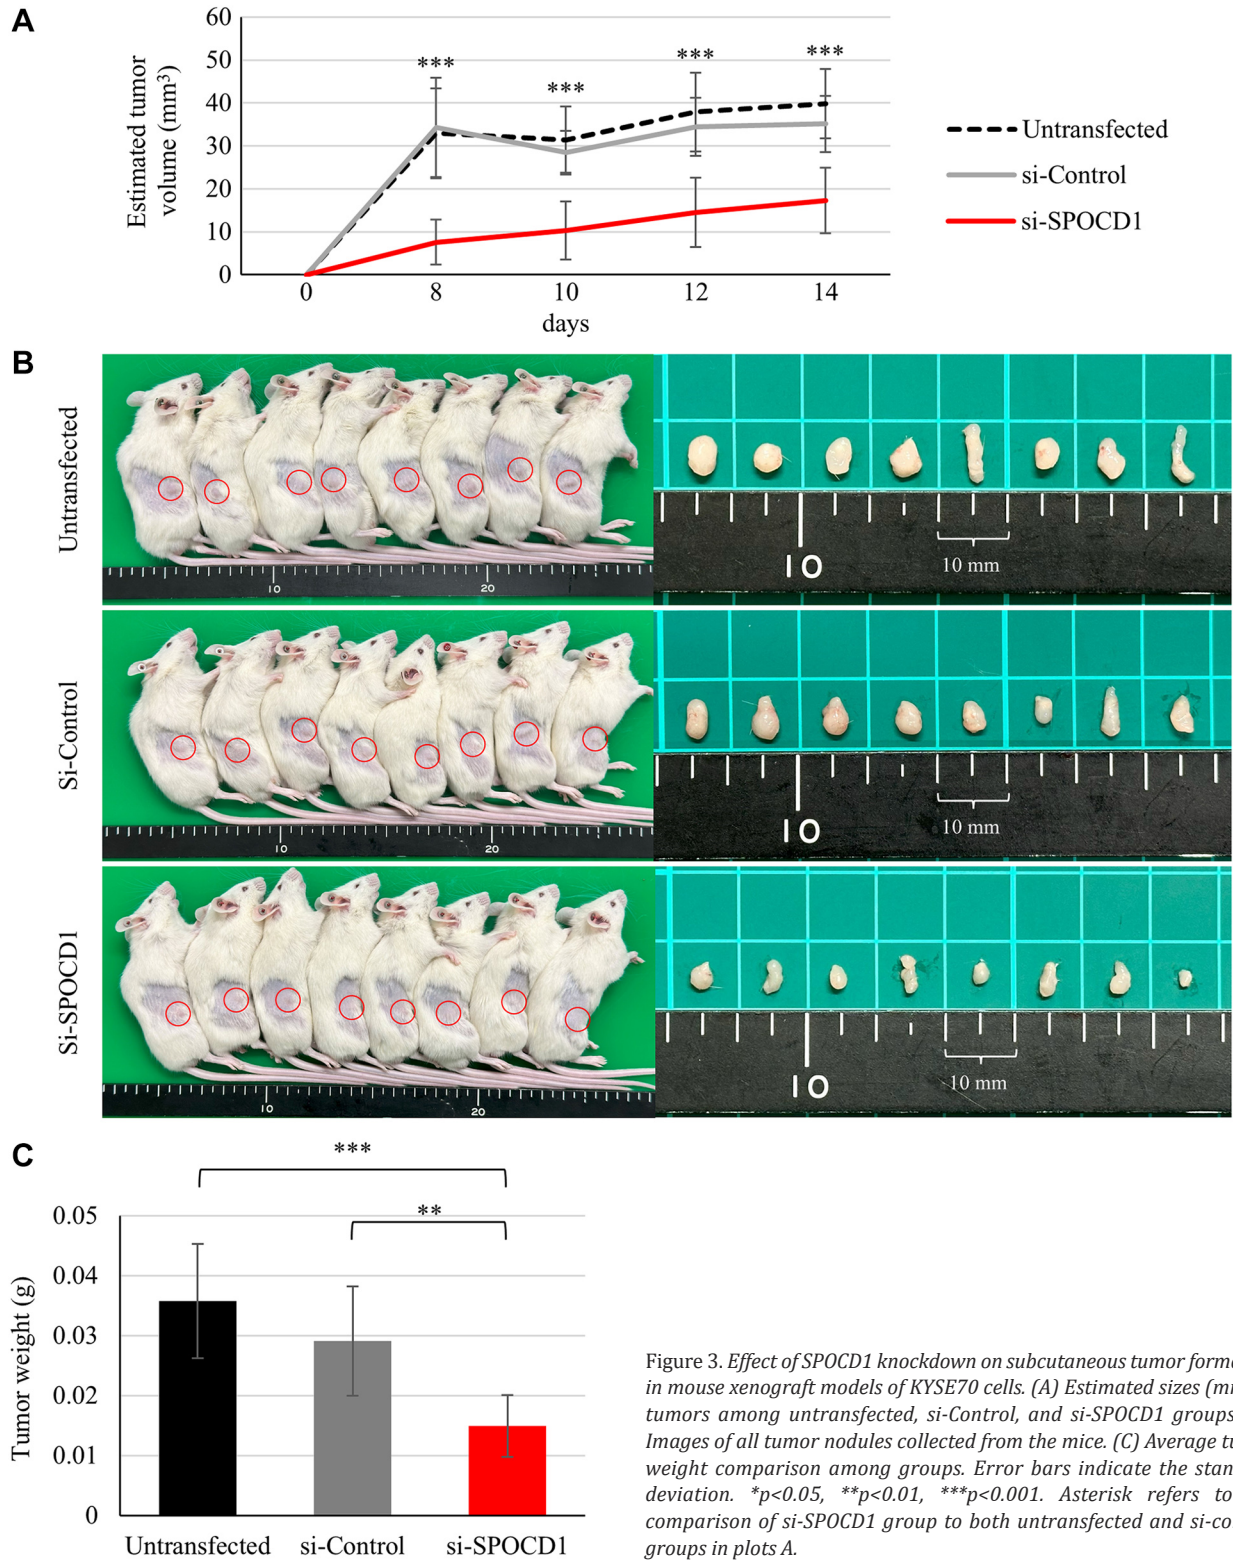 A
60
50
40
30
20
10
0
Estimated tumor
volume (mm³)
***
***
***
***
0 8 10 12 14
days
Untransfected
si-Control
si-SPOCD1
B
Untransfected
10 20
10
10 mm
Si-Control
10 20
10
10 mm
Si-SPOCD1
10 20
10
10 mm
C
***
**
0.05
0.04
0.03
0.02
0.01
0
Tumor weight (g)
Untransfected si-Control si-SPOCD1
Figure 3. Effect of SPOCD1 knockdown on subcutaneous tumor forma
in mouse xenograft models of KYSE70 cells. (A) Estimated sizes (m
tumors among untransfected, si-Control, and si-SPOCD1 groups
Images of all tumor nodules collected from the mice. (C) Average tu
weight comparison among groups. Error bars indicate the stan
deviation. *p<0.05, **p<0.01, ***p<0.001. Asterisk refers to
comparison of si-SPOCD1 group to both untransfected and si-co
groups in plots A.